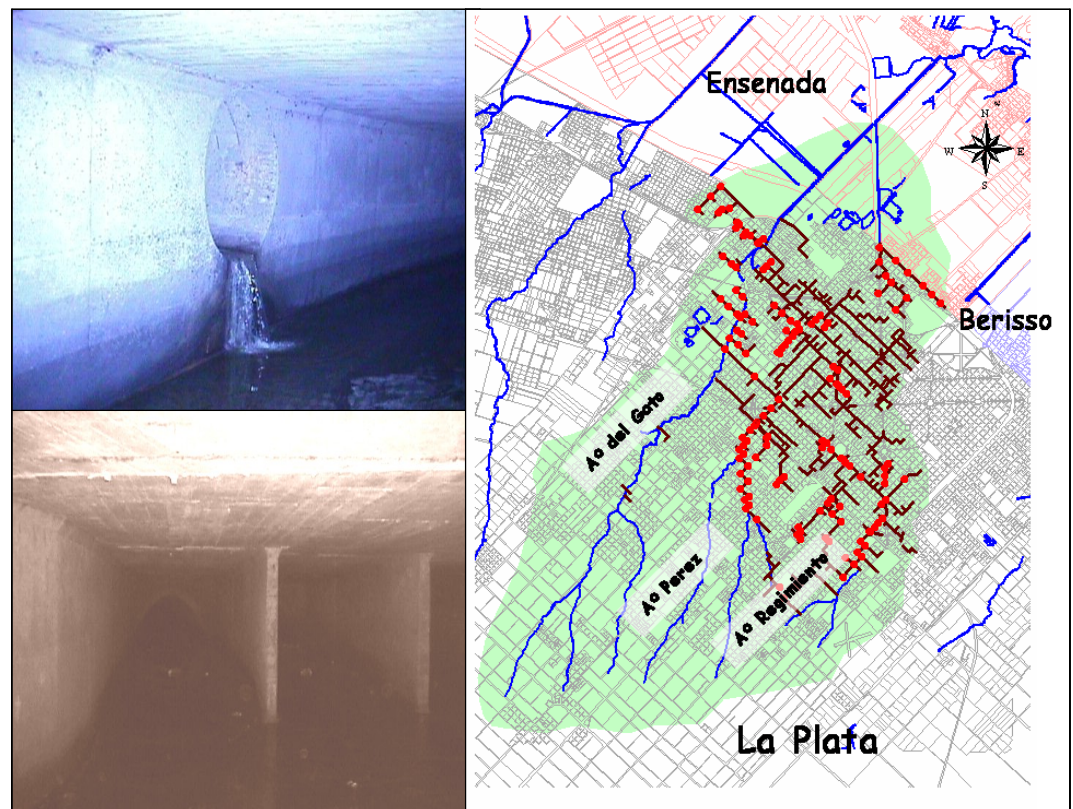 Ensenada
N
W E
S
Berisso
Aº del Gato
Aº Perez
Aº Regimiento
La Plata